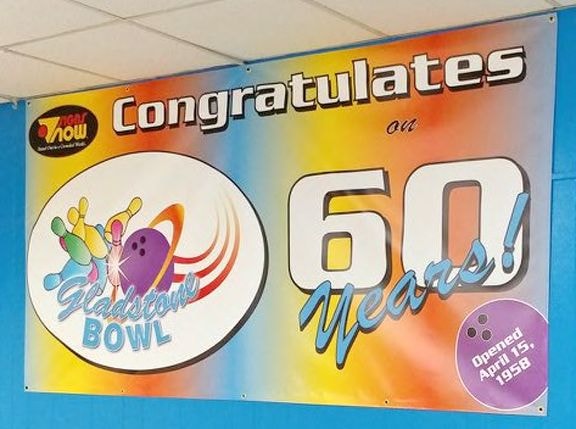 SIGNS
NOW
Congratulates
on
60
Years!
Gladstone
BOWL
Opened
April 15,
1958